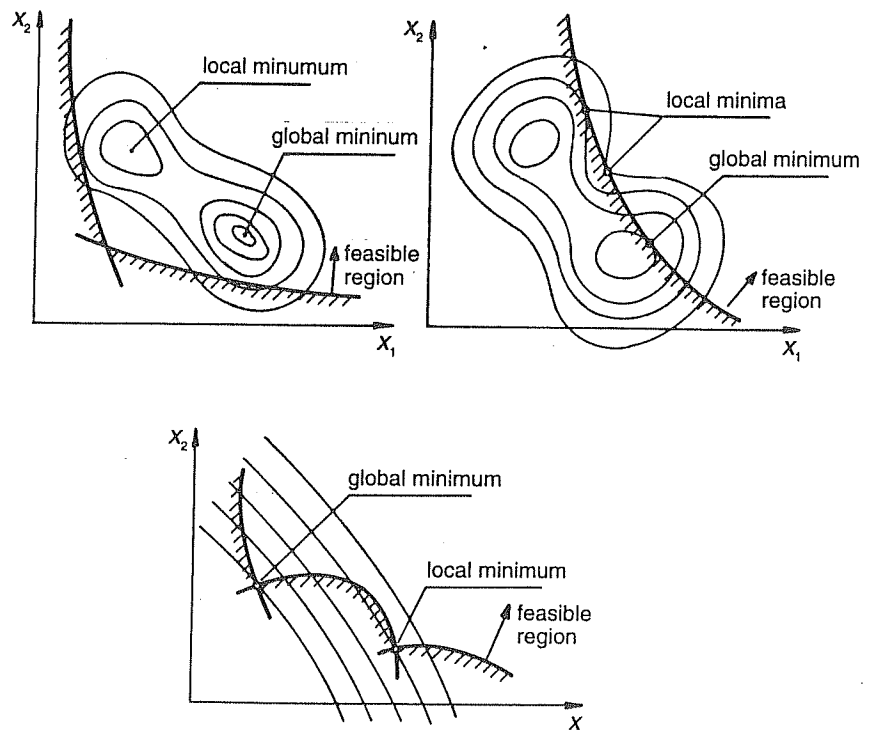 X2
local minumum
global mininum
feasible
region
X1
X2
local minima
global minimum
feasible
region
X1
X2
global minimum
local minimum
feasible
region
X